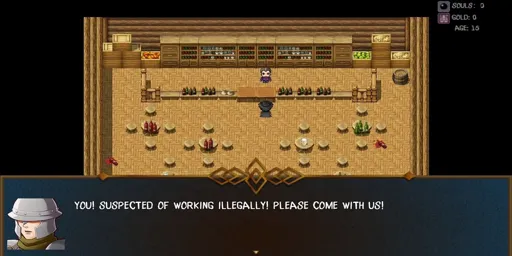 SOULS: 0
GOLD: 0
AGE: 15
YOU! SUSPECTED OF WORKING ILLEGALLY! PLEASE COME WITH US!